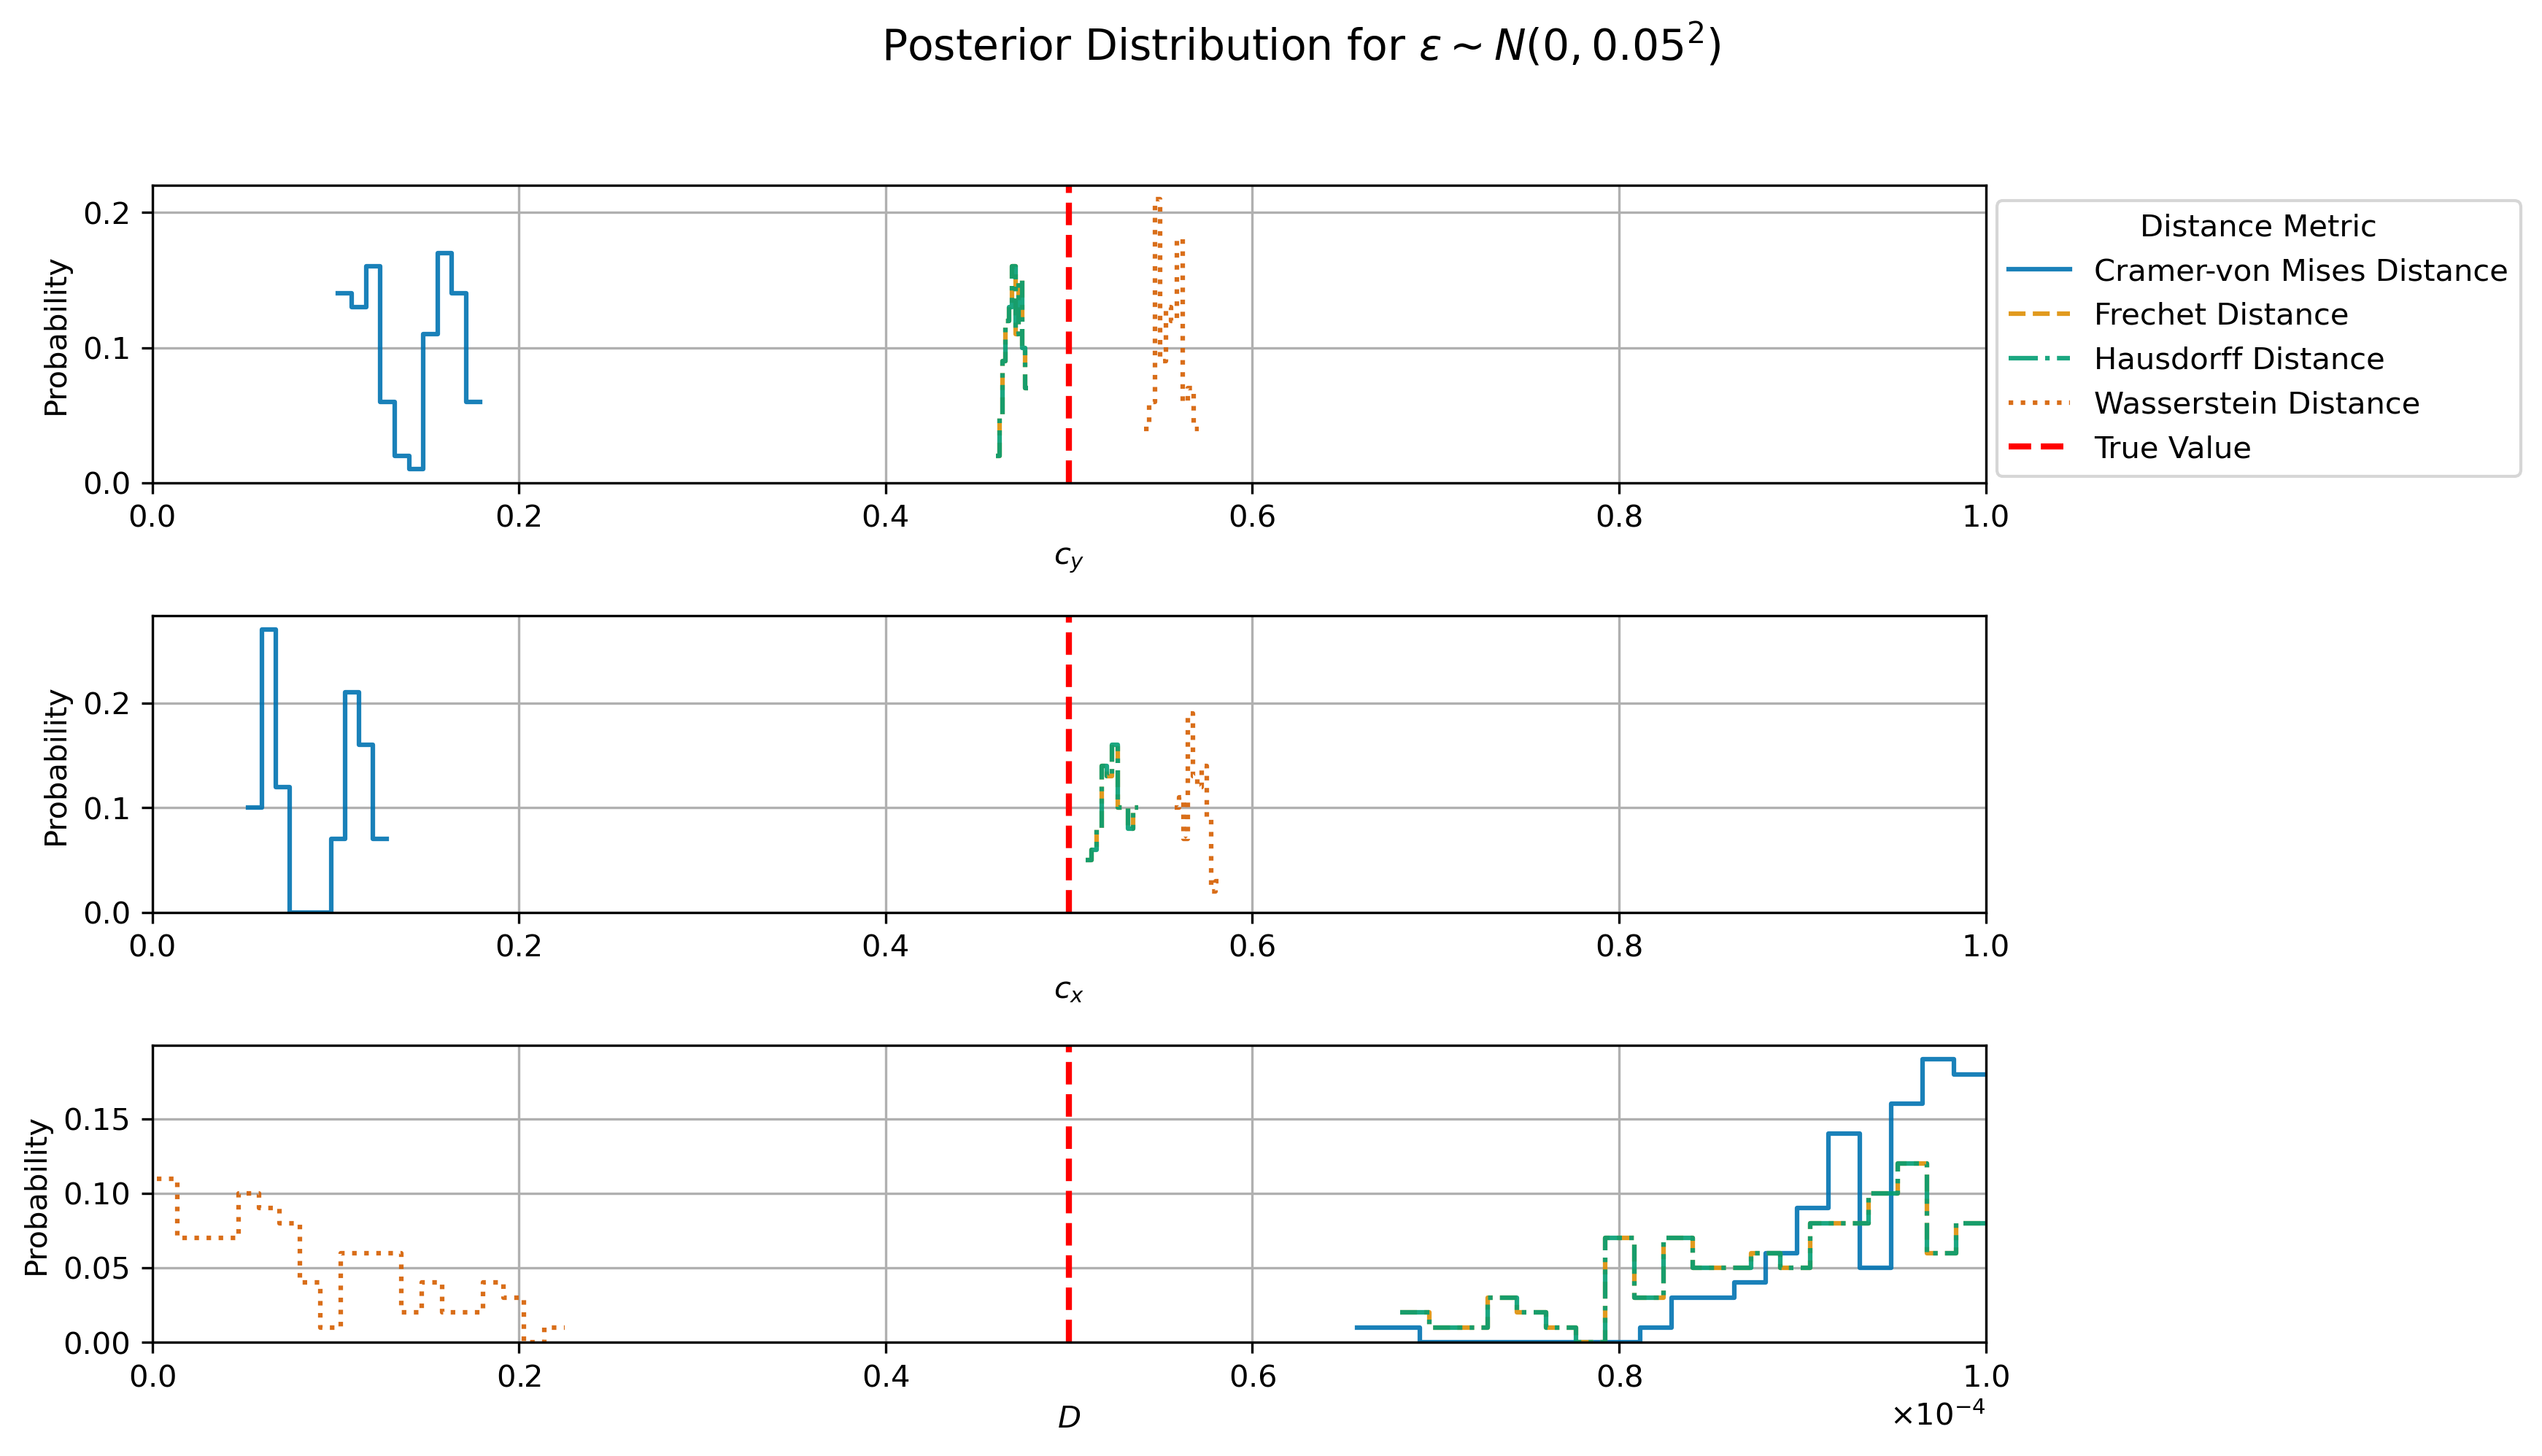 Posterior Distribution for ε ~ N(0, 0.05²)
Probability
0.2
0.1
0.0
0.0 0.2 0.4 0.6 0.8 1.0
c_y
Distance Metric
Cramer-von Mises Distance
Frechet Distance
Hausdorff Distance
Wasserstein Distance
True Value
Probability
0.2
0.1
0.0
0.0 0.2 0.4 0.6 0.8 1.0
c_x
Probability
0.15
0.10
0.05
0.00
0.0 0.2 0.4 0.6 0.8 1.0
D
×10⁻⁴